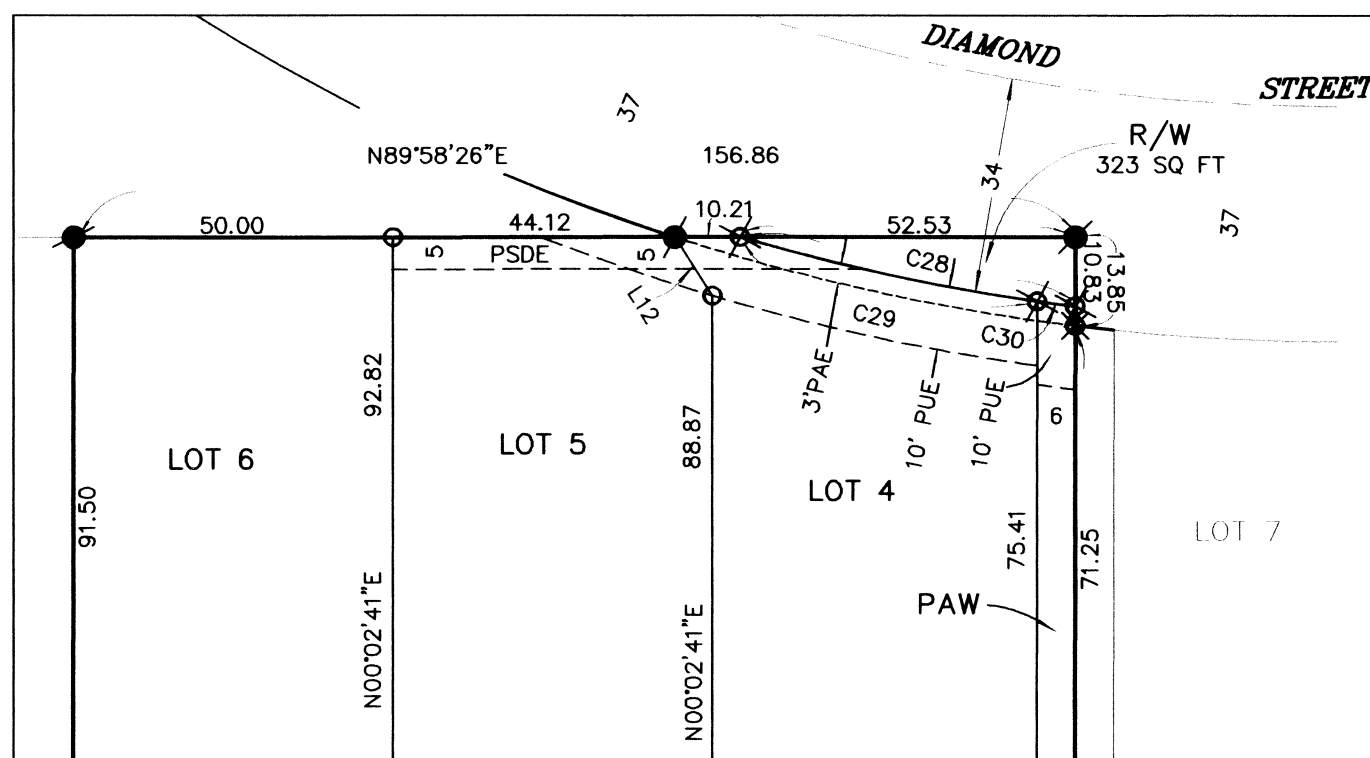 DIAMOND
STREET
37
R/W
323 SQ FT
N89°58'26"E
156.86
34
37
50.00
44.12
10.21
52.53
5
PSDE
5
C28
10.83
13.85
L12
C29
C30
3'PAE
10' PUE
10' PUE
6
92.82
88.87
LOT 6
LOT 5
LOT 4
91.50
75.41
71.25
LOT 7
PAW
N00°02'41"E
N00°02'41"E